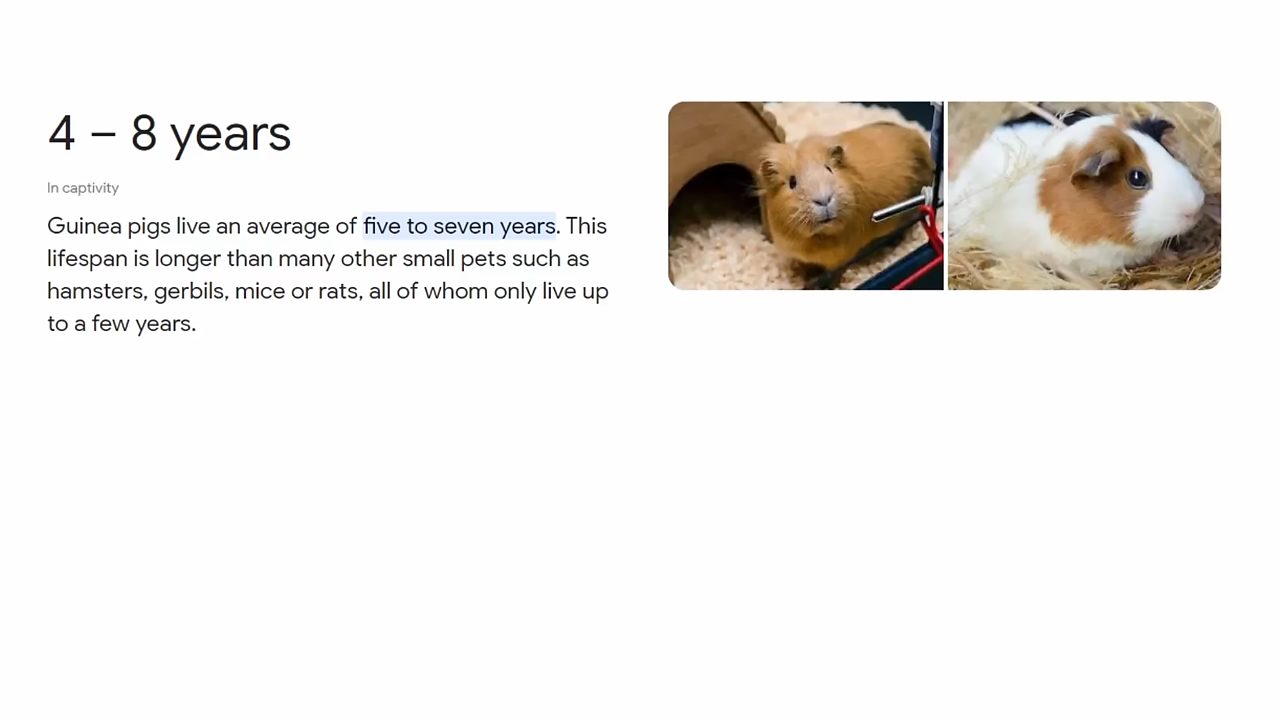 4 – 8 years
In captivity
Guinea pigs live an average of five to seven years. This
lifespan is longer than many other small pets such as
hamsters, gerbils, mice or rats, all of whom only live up
to a few years.